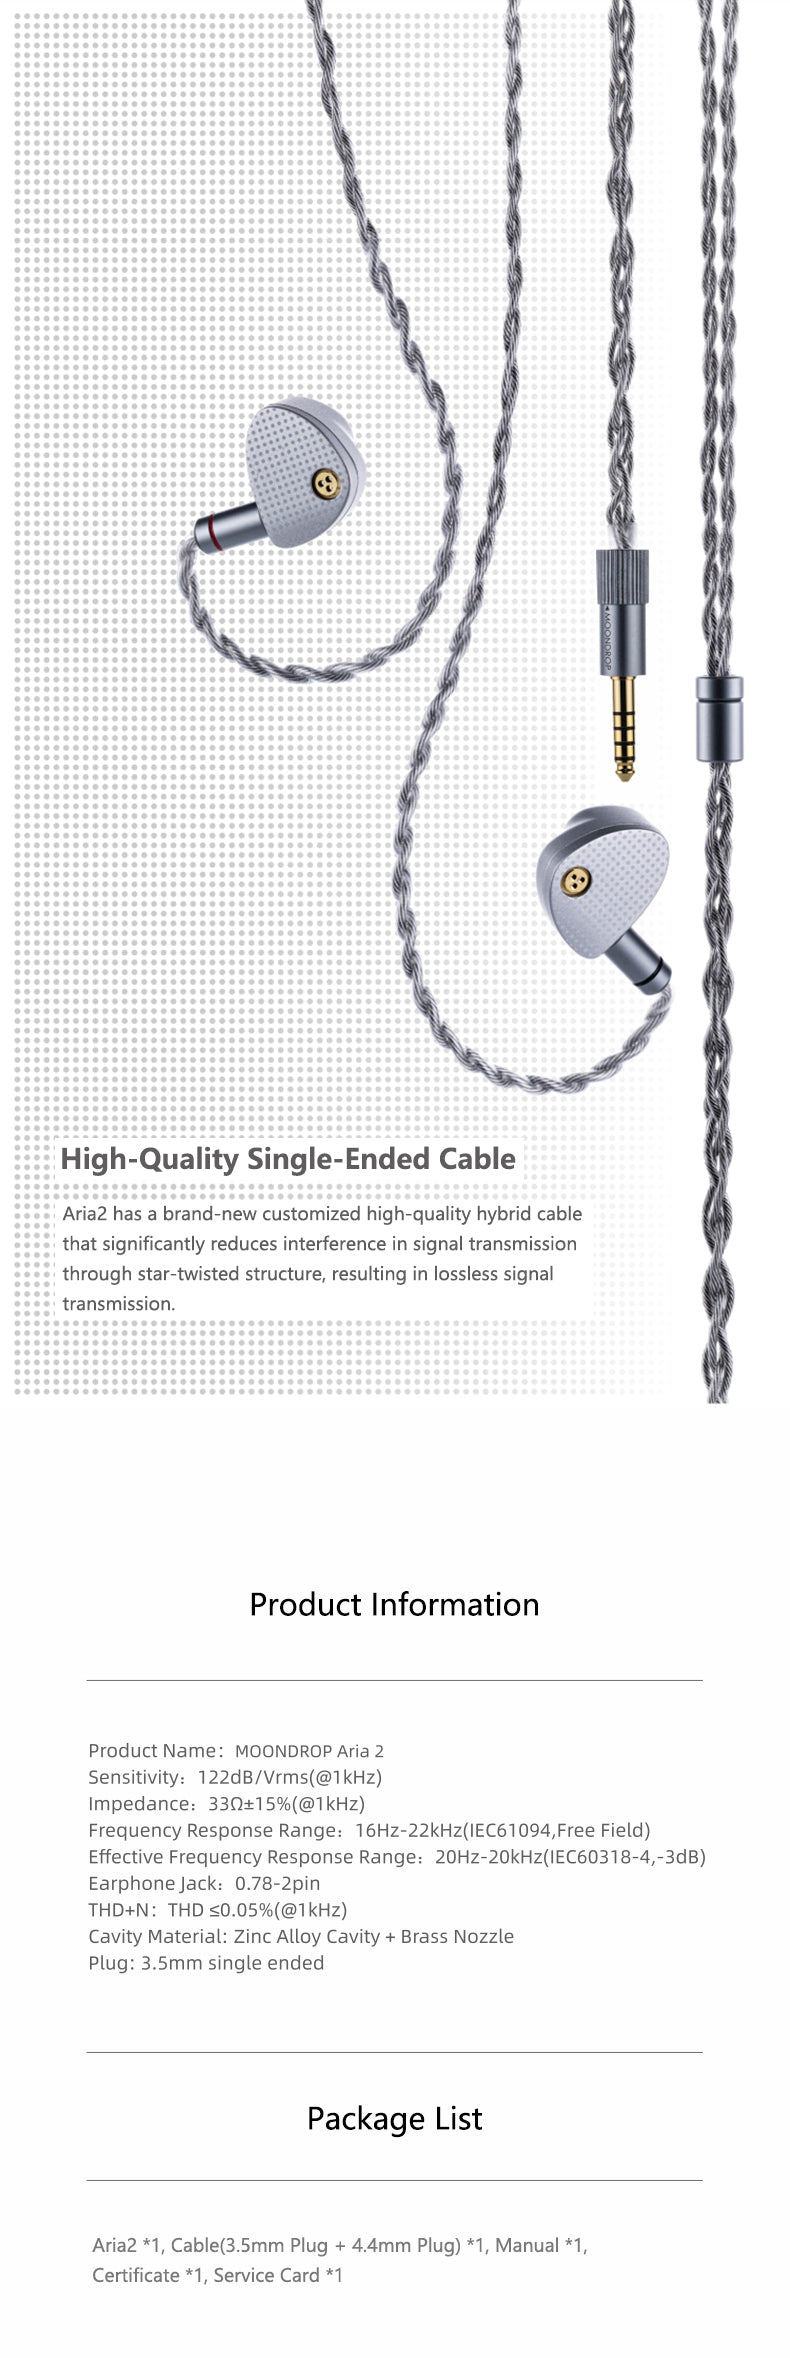 ◄MOONDROP
High-Quality Single-Ended Cable
Aria2 has a brand-new customized high-quality hybrid cable
that significantly reduces interference in signal transmission
through star-twisted structure, resulting in lossless signal
transmission.
Product Information
Product Name：MOONDROP Aria 2
Sensitivity：122dB/Vrms(@1kHz)
Impedance：33Ω±15%(@1kHz)
Frequency Response Range：16Hz-22kHz(IEC61094,Free Field)
Effective Frequency Response Range：20Hz-20kHz(IEC60318-4,-3dB)
Earphone Jack：0.78-2pin
THD+N：THD ≤0.05%(@1kHz)
Cavity Material: Zinc Alloy Cavity + Brass Nozzle
Plug: 3.5mm single ended
Package List
Aria2 *1, Cable(3.5mm Plug + 4.4mm Plug) *1, Manual *1,
Certificate *1, Service Card *1